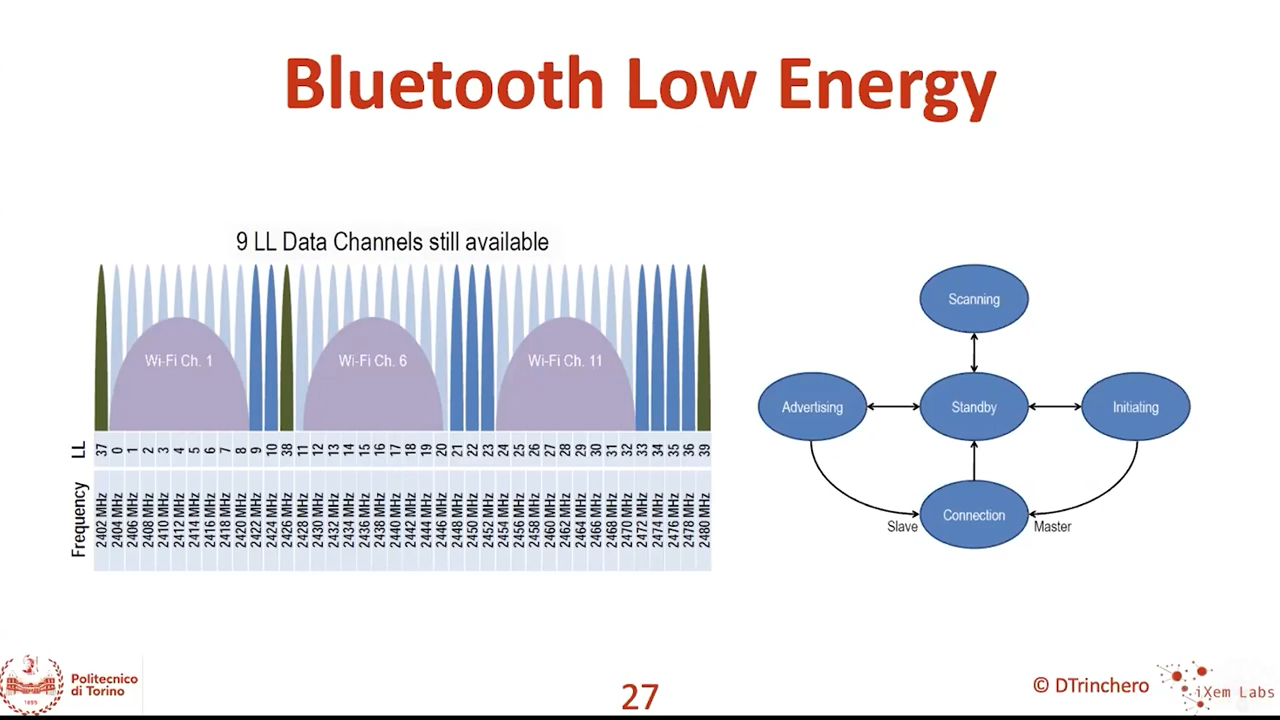 Bluetooth Low Energy
9 LL Data Channels still available
Wi-Fi Ch. 1
Wi-Fi Ch. 6
Wi-Fi Ch. 11
LL
37 0 1 2 3 4 5 6 7 8 9 10 38 11 12 13 14 15 16 17 18 19 20 21 22 23 24 25 26 27 28 29 30 31 32 33 34 35 36 39
Frequency
2402 MHz
2404 MHz
2406 MHz
2408 MHz
2410 MHz
2412 MHz
2414 MHz
2416 MHz
2418 MHz
2420 MHz
2422 MHz
2424 MHz
2426 MHz
2428 MHz
2430 MHz
2432 MHz
2434 MHz
2436 MHz
2438 MHz
2440 MHz
2442 MHz
2444 MHz
2446 MHz
2448 MHz
2450 MHz
2452 MHz
2454 MHz
2456 MHz
2458 MHz
2460 MHz
2462 MHz
2464 MHz
2466 MHz
2468 MHz
2470 MHz
2472 MHz
2474 MHz
2476 MHz
2478 MHz
2480 MHz
Scanning
Advertising
Standby
Initiating
Connection
Slave
Master
Politecnico
di Torino
1859
27
© DTrinchero
iXem Labs